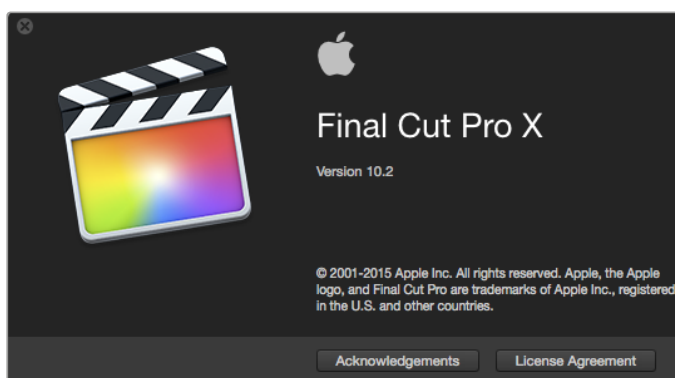 Final Cut Pro X
Version 10.2
© 2001-2015 Apple Inc. All rights reserved. Apple, the Apple
logo, and Final Cut Pro are trademarks of Apple Inc., registered
in the U.S. and other countries.
Acknowledgements License Agreement